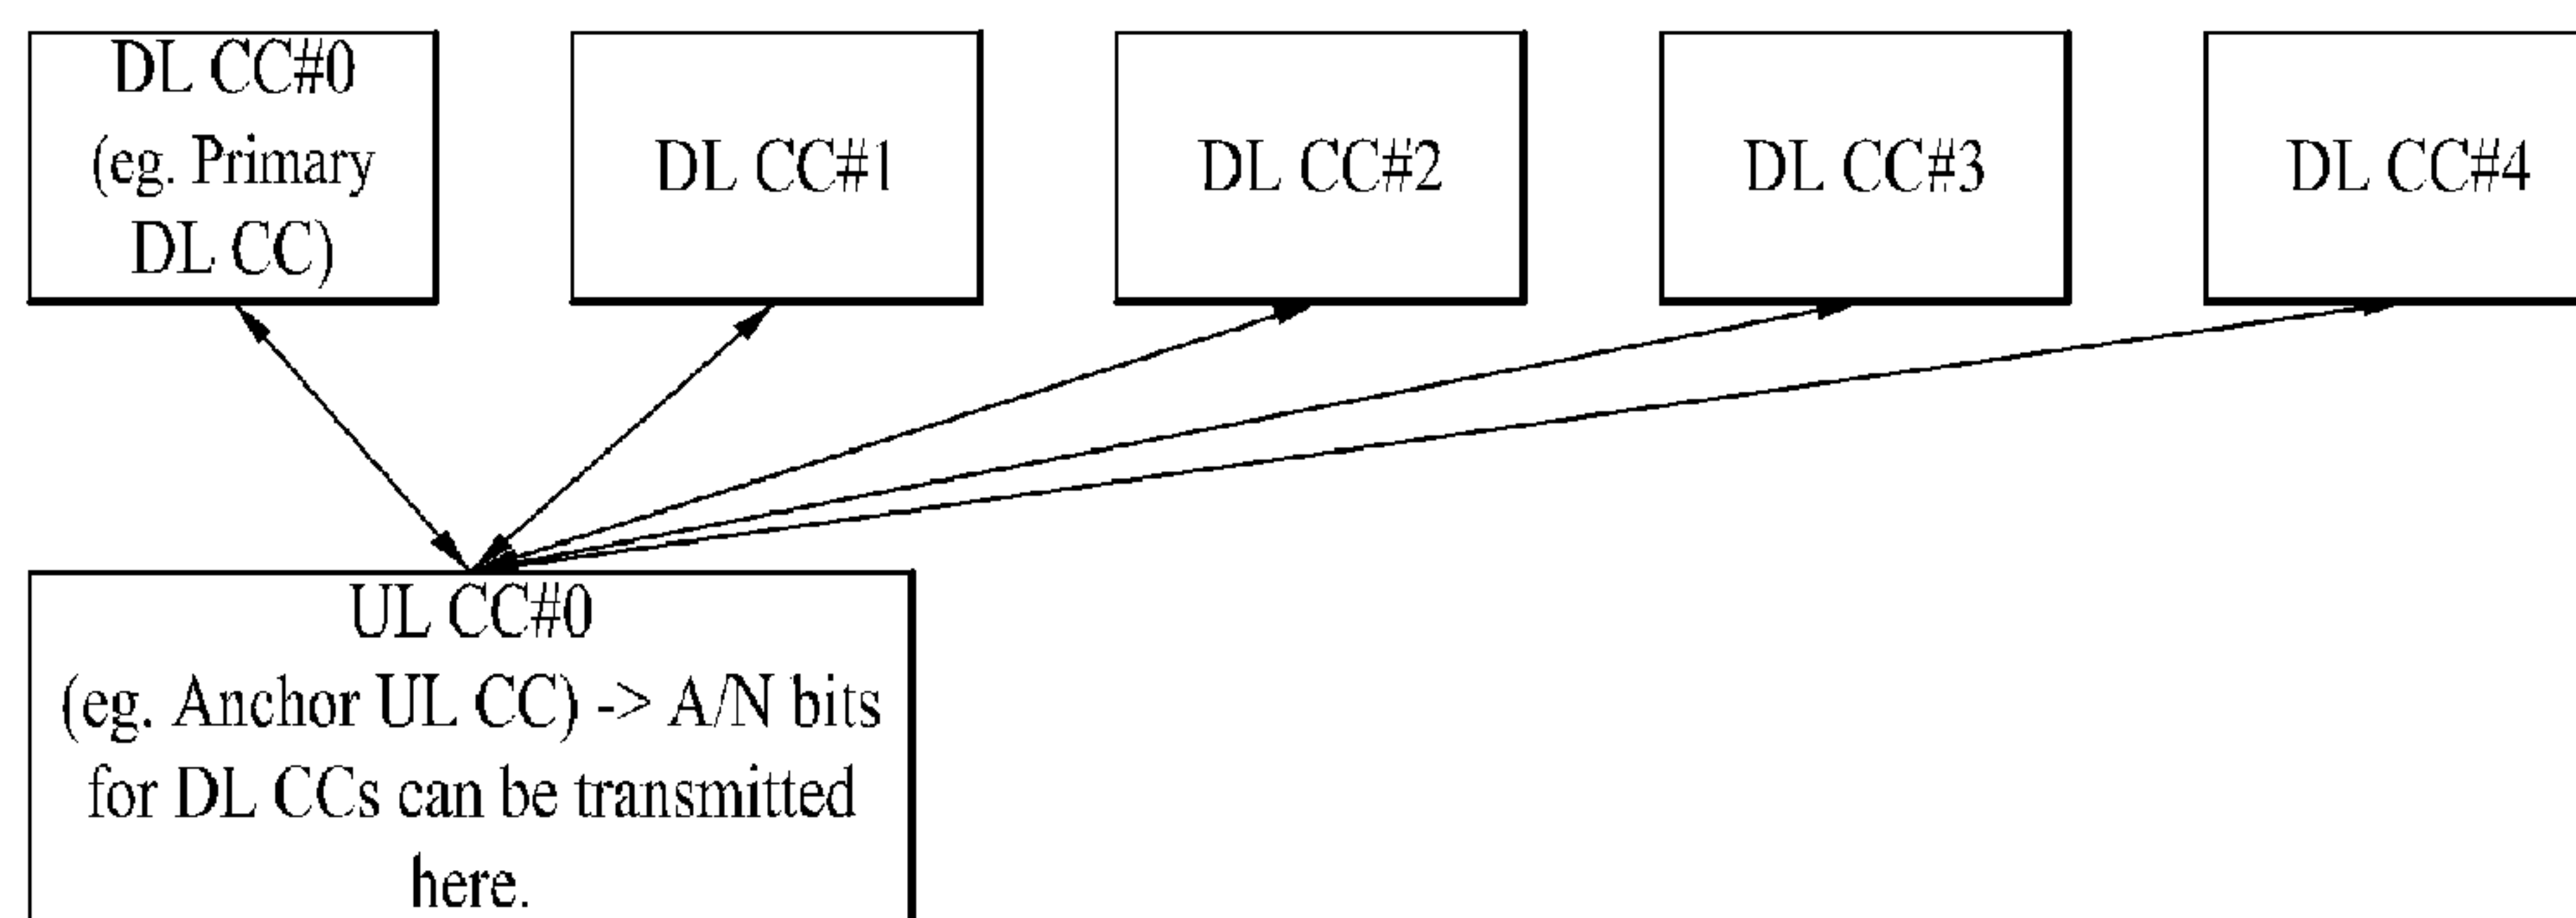 DL CC#0
(eg. Primary
DL CC)
DL CC#1
DL CC#2
DL CC#3
DL CC#4
UL CC#0
(eg. Anchor UL CC) -> A/N bits
for DL CCs can be transmitted
here.